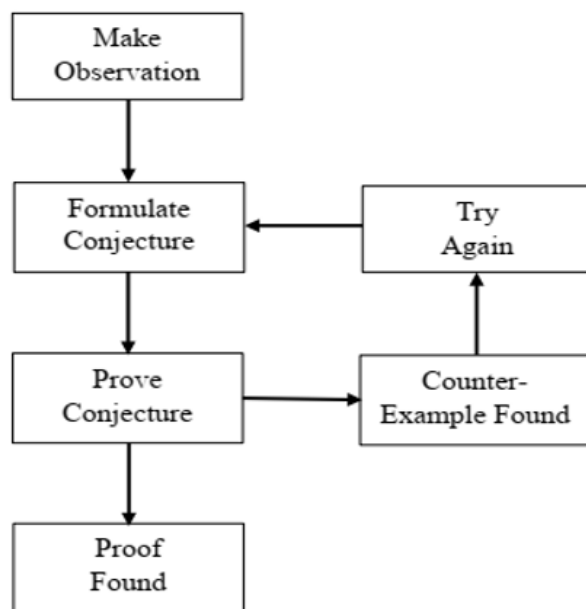 Make
Observation
Formulate
Conjecture
Try
Again
Prove
Conjecture
Counter-
Example Found
Proof
Found